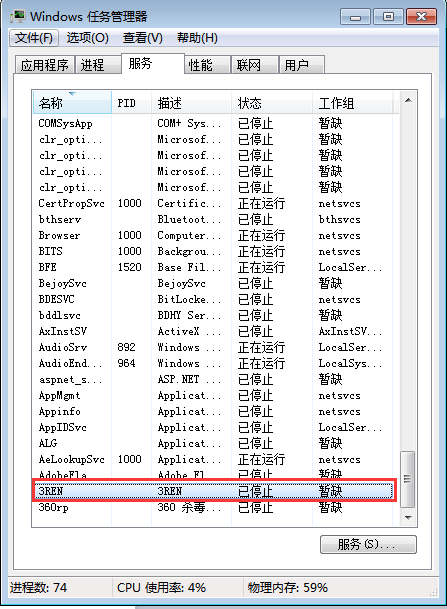 Windows 任务管理器
文件(F) 选项(O) 查看(V) 帮助(H)
应用程序 进程 服务 性能 联网 用户
名称 PID 描述 状态 工作组
COMSysApp COM+ Sys... 已停止 暂缺
clr_opti... Microsof... 已停止 暂缺
clr_opti... Microsof... 已停止 暂缺
clr_opti... Microsof... 已停止 暂缺
clr_opti... Microsof... 已停止 暂缺
CertPropSvc 1000 Certific... 正在运行 netsvcs
bthserv Bluetoot... 已停止 暂缺
Browser 1000 Computer... 正在运行 netsvcs
BITS 1000 Backgrou... 正在运行 netsvcs
BFE 1520 Base Fil... 正在运行 LocalSer...
BejoySvc BejoySvc 已停止 暂缺
BDESVC BitLocke... 已停止 netsvcs
bddlsvc BDHY Ser... 已停止 暂缺
AxInstSV ActiveX ... 已停止 AxInstSV...
AudioSrv 892 Windows ... 正在运行 LocalSer...
AudioEnd... 964 Windows ... 正在运行 LocalSys...
aspnet_s... ASP.NET ... 已停止 暂缺
AppMgmt Applicat... 已停止 netsvcs
Appinfo Applicat... 已停止 netsvcs
AppIDSvc Applicat... 已停止 LocalSer...
ALG Applicat... 已停止 暂缺
AeLookupSvc 1000 Applicat... 正在运行 netsvcs
AdobeFla... Adobe Fl... 已停止 暂缺
3REN 3REN 已停止 暂缺
360rp 360 杀毒... 已停止 暂缺
服务(S)...
进程数: 74 CPU 使用率: 4% 物理内存: 59%